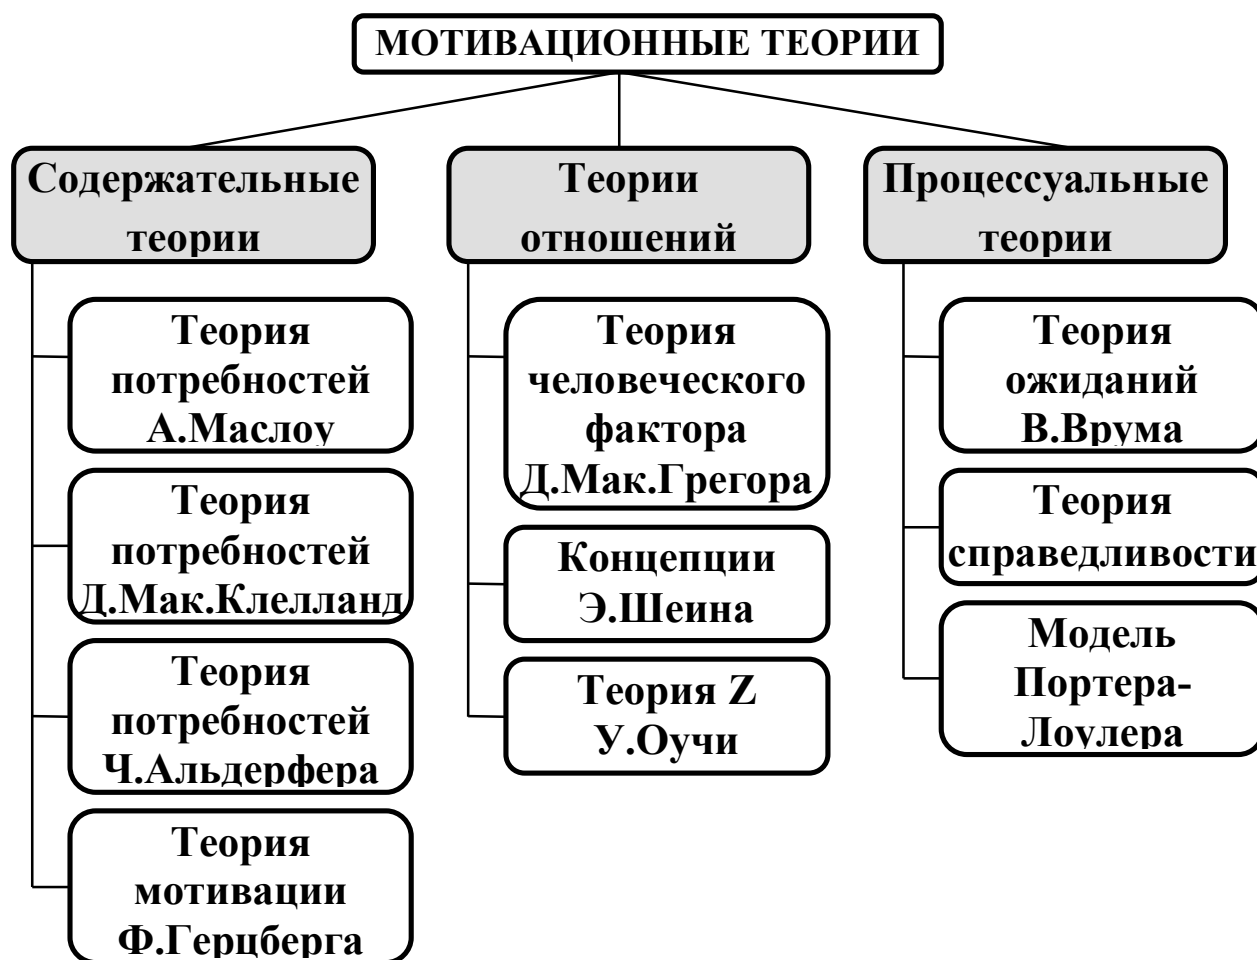 МОТИВАЦИОННЫЕ ТЕОРИИ
Содержательные
теории
Теория
потребностей
А.Маслоу
Теория
потребностей
Д.Мак.Клелланд
Теория
потребностей
Ч.Альдерфера
Теория
мотивации
Ф.Герцберга
Теории
отношений
Теория
человеческого
фактора
Д.Мак.Грегора
Концепции
Э.Шеина
Теория Z
У.Оучи
Процессуальные
теории
Теория
ожиданий
В.Врума
Теория
справедливости
Модель
Портера-
Лоулера